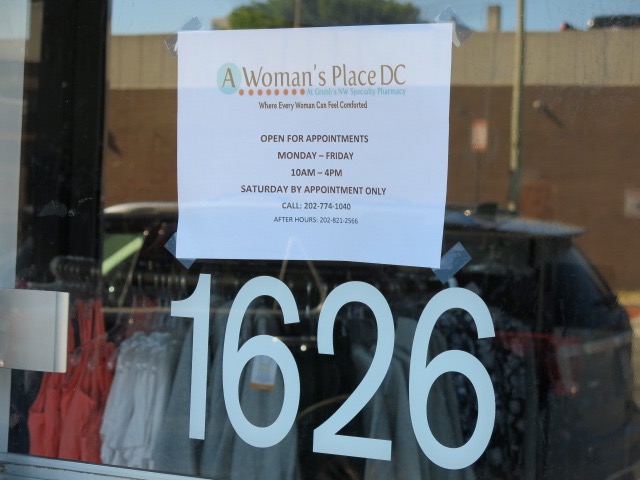 A Woman's Place DC
At Grubb's NW Specialty Pharmacy
Where Every Woman Can Feel Comforted
OPEN FOR APPOINTMENTS
MONDAY – FRIDAY
10AM – 4PM
SATURDAY BY APPOINTMENT ONLY
CALL: 202-774-1040
AFTER HOURS: 202-821-2566
1626